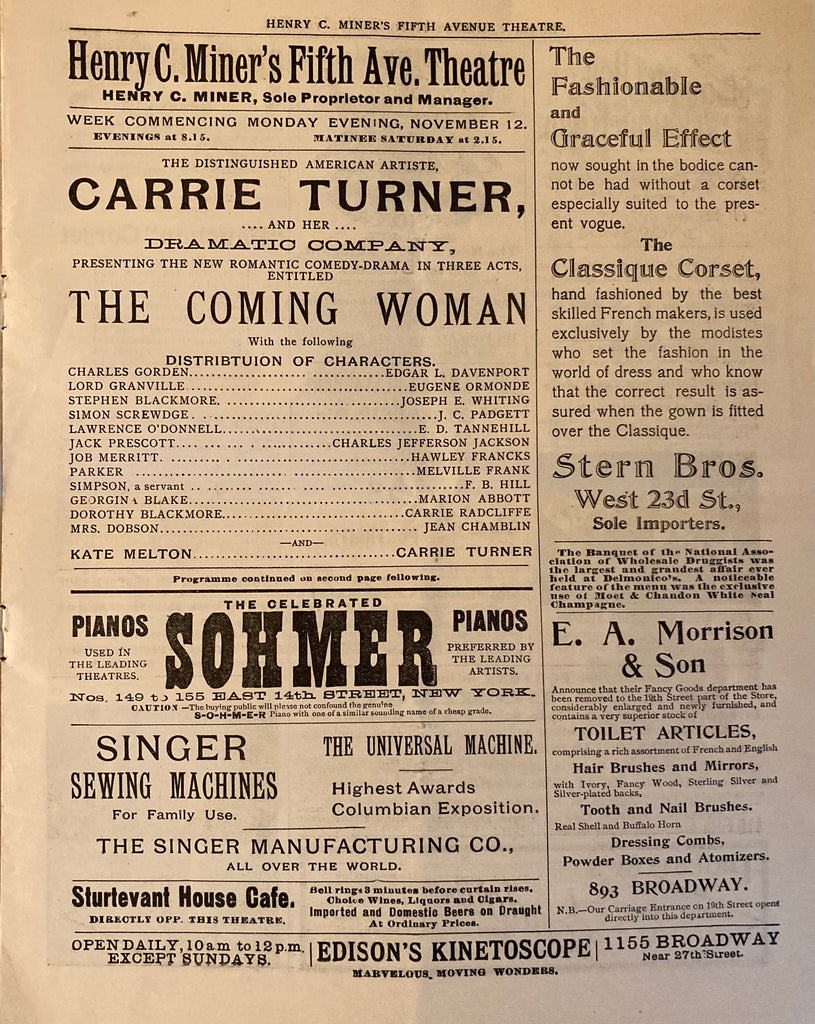 HENRY C. MINER'S FIFTH AVENUE THEATRE.
Henry C. Miner's Fifth Ave. Theatre
HENRY C. MINER, Sole Proprietor and Manager.
WEEK COMMENCING MONDAY EVENING, NOVEMBER 12.
EVENINGS at 8.15. MATINEE SATURDAY at 2.15.
THE DISTINGUISHED AMERICAN ARTISTE,
CARRIE TURNER,
.... AND HER ....
DRAMATIC COMPANY,
PRESENTING THE NEW ROMANTIC COMEDY-DRAMA IN THREE ACTS,
ENTITLED
THE COMING WOMAN
With the following
DISTRIBTUION OF CHARACTERS.
CHARLES GORDEN........................EDGAR L. DAVENPORT
LORD GRANVILLE........................EUGENE ORMONDE
STEPHEN BLACKMORE.........................JOSEPH E. WHITING
SIMON SCREWDGE..........................J. C. PADGETT
LAWRENCE O'DONNELL........................E. D. TANNEHILL
JACK PRESCOTT.....................CHARLES JEFFERSON JACKSON
JOB MERRITT..........................HAWLEY FRANCKS
PARKER ..........................MELVILLE FRANK
SIMPSON, a servant ..........................F. B. HILL
GEORGINA BLAKE..........................MARION ABBOTT
DOROTHY BLACKMORE..........................CARRIE RADCLIFFE
MRS. DOBSON..........................JEAN CHAMBLIN
—AND—
KATE MELTON..........................CARRIE TURNER
Programme continued on second page following.
THE CELEBRATED
PIANOS SOHMER PIANOS
USED IN THE LEADING THEATRES.
PREFERRED BY THE LEADING ARTISTS.
Nos. 149 to 155 EAST 14th STREET, NEW YORK.
CAUTION—The buying public will please not confound the genuine
S-O-H-M-E-R Piano with one of a similar sounding name of a cheap grade.
SINGER
SEWING MACHINES
For Family Use.
THE UNIVERSAL MACHINE.
Highest Awards
Columbian Exposition.
THE SINGER MANUFACTURING CO.,
ALL OVER THE WORLD.
Sturtevant House Cafe.
DIRECTLY OPP. THIS THEATRE.
Bell rings 3 minutes before curtain rises.
Choice Wines, Liquors and Cigars.
Imported and Domestic Beers on Draught
At Ordinary Prices.
The
Fashionable
and
Graceful Effect
now sought in the bodice can-
not be had without a corset
especially suited to the pres-
ent vogue.
The
Classique Corset,
hand fashioned by the best
skilled French makers, is used
exclusively by the modistes
who set the fashion in the
world of dress and who know
that the correct result is as-
sured when the gown is fitted
over the Classique.
Stern Bros.
West 23d St.,
Sole Importers.
The Banquet of the National Asso-
ciation of Wholesale Druggists was
the largest and grandest affair ever
held at Delmonico's. A noticeable
feature of the menu was the exclusive
use of Moet & Chandon White Seal
Champagne.
E. A. Morrison
& Son
Announce that their Fancy Goods department has
been removed to the 19th Street part of the Store,
considerably enlarged and newly furnished, and
contains a very superior stock of
TOILET ARTICLES,
comprising a rich assortment of French and English
Hair Brushes and Mirrors,
with Ivory, Fancy Wood, Sterling Silver and
Silver-plated backs.
Tooth and Nail Brushes.
Real Shell and Buffalo Horn
Dressing Combs,
Powder Boxes and Atomizers.
893 BROADWAY.
N.B.—Our Carriage Entrance on 19th Street opens
directly into this department.
OPEN DAILY, 10 am to 12 p.m.
EXCEPT SUNDAYS.
EDISON'S KINETOSCOPE
1155 BROADWAY
Near 27th Street.
MARVELOUS, MOVING WONDERS.